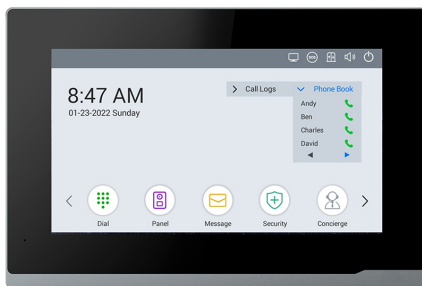 SOS
8:47 AM
01-23-2022 Sunday
Call Logs
Phone Book
Andy
Ben
Charles
David
Dial
Panel
Message
Security
Concierge